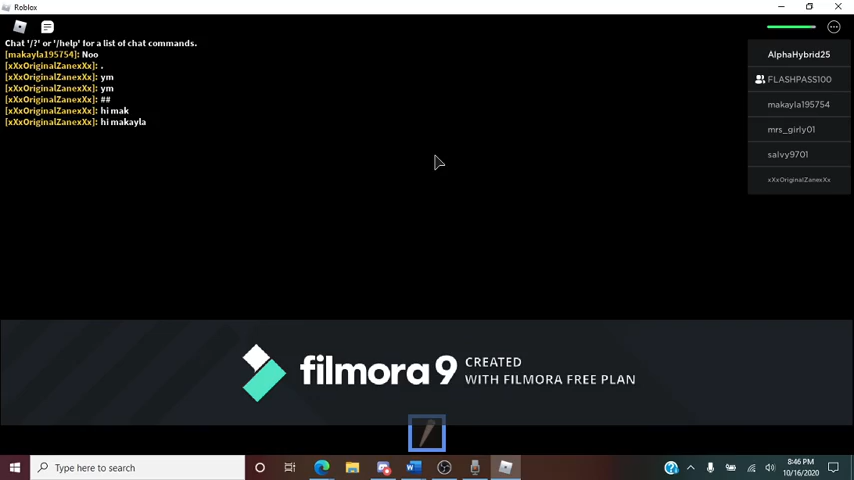 Roblox
Chat '/?' or '/help' for a list of chat commands.
[makayla195754]: Noo
[xXxOriginalZanexXx]: .
[xXxOriginalZanexXx]: ym
[xXxOriginalZanexXx]: ym
[xXxOriginalZanexXx]: ##
[xXxOriginalZanexXx]: hi mak
[xXxOriginalZanexXx]: hi makayla
AlphaHybrid25
FLASHPASS100
makayla195754
mrs_girly01
salvy9701
xXxOriginalZanexXx
filmora9 CREATED
WITH FILMORA FREE PLAN
Type here to search
8:46 PM
10/16/2020